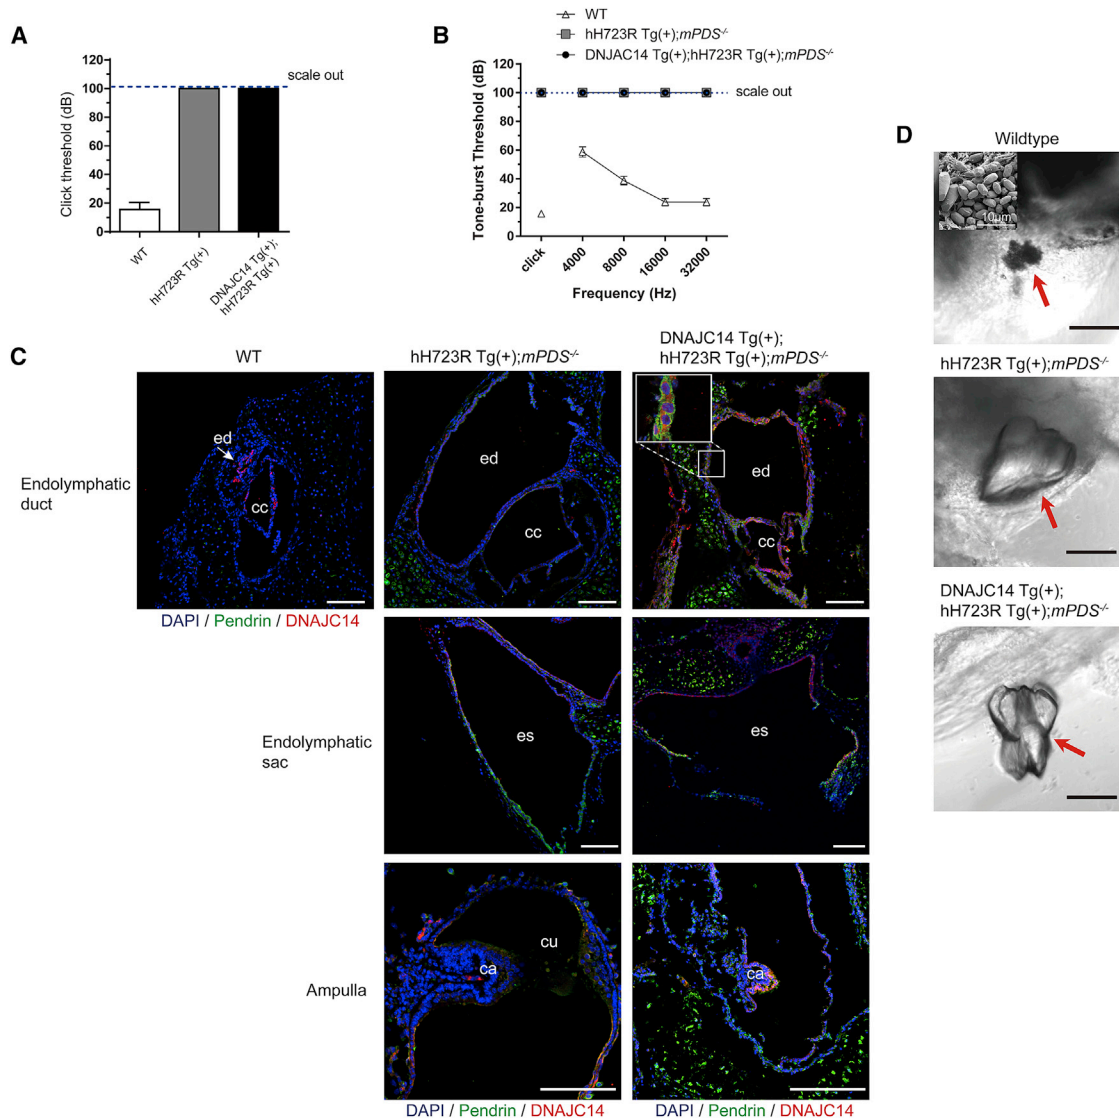 A
120
100
80
60
40
20
0
Click threshold (dB)
scale out
WT
hH723R Tg(+)
DNAJC14 Tg(+);
hH723R Tg(+)
B
WT
hH723R Tg(+);mPDS-/-
DNJAC14 Tg(+);hH723R Tg(+);mPDS-/-
120
100
80
60
40
20
0
Tone-burst Threshold (dB)
scale out
click
4000
8000
16000
32000
Frequency (Hz)
C
WT
hH723R Tg(+);mPDS-/-
DNAJC14 Tg(+);
hH723R Tg(+);mPDS-/-
Endolymphatic
duct
ed
cc
ed
cc
ed
cc
DAPI / Pendrin / DNAJC14
Endolymphatic
sac
es
es
Ampulla
cu
ca
ca
DAPI / Pendrin / DNAJC14
DAPI / Pendrin / DNAJC14
D
Wildtype
10μm
hH723R Tg(+);mPDS-/-
DNAJC14 Tg(+);
hH723R Tg(+);mPDS-/-